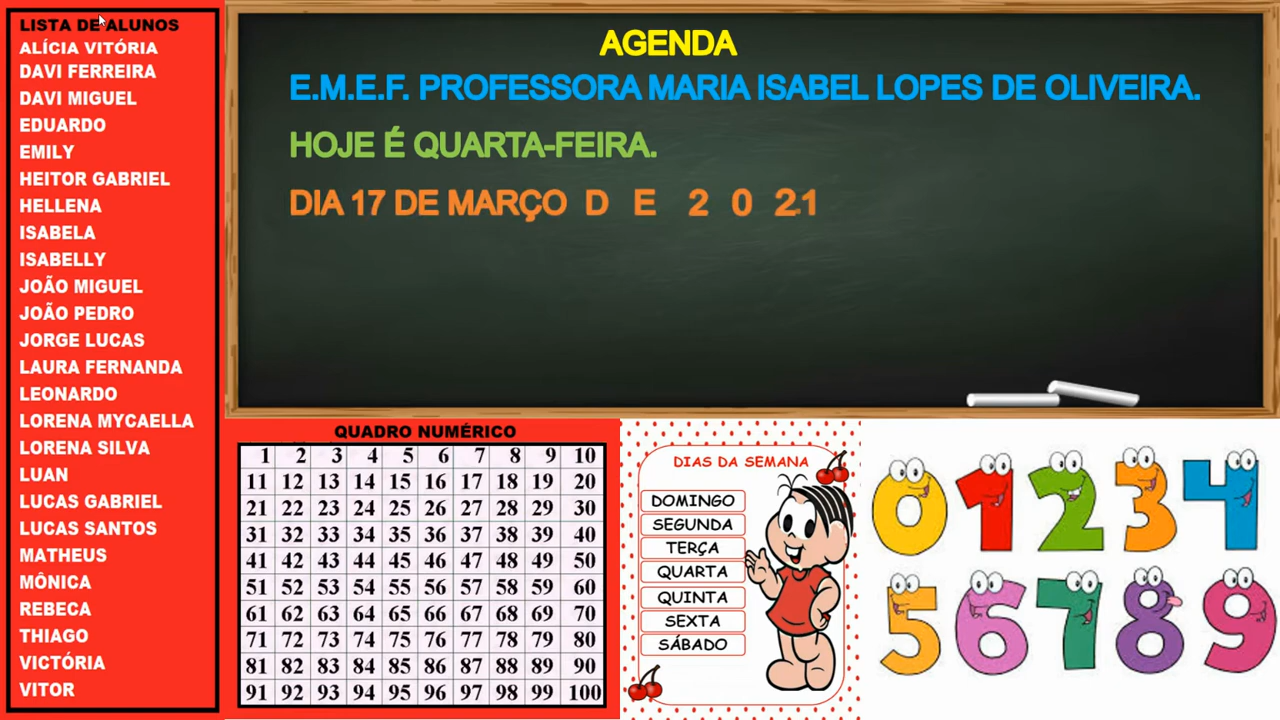 LISTA DE ALUNOS
ALÍCIA VITÓRIA
DAVI FERREIRA
DAVI MIGUEL
EDUARDO
EMILY
HEITOR GABRIEL
HELLENA
ISABELA
ISABELLY
JOÃO MIGUEL
JOÃO PEDRO
JORGE LUCAS
LAURA FERNANDA
LEONARDO
LORENA MYCAELLA
LORENA SILVA
LUAN
LUCAS GABRIEL
LUCAS SANTOS
MATHEUS
MÔNICA
REBECA
THIAGO
VICTÓRIA
VITOR
AGENDA
E.M.E.F. PROFESSORA MARIA ISABEL LOPES DE OLIVEIRA.
HOJE É QUARTA-FEIRA.
DIA 17 DE MARÇO D E 2 0 2.1
QUADRO NUMÉRICO
1 2 3 4 5 6 7 8 9 10
11 12 13 14 15 16 17 18 19 20
21 22 23 24 25 26 27 28 29 30
31 32 33 34 35 36 37 38 39 40
41 42 43 44 45 46 47 48 49 50
51 52 53 54 55 56 57 58 59 60
61 62 63 64 65 66 67 68 69 70
71 72 73 74 75 76 77 78 79 80
81 82 83 84 85 86 87 88 89 90
91 92 93 94 95 96 97 98 99 100
DIAS DA SEMANA
DOMINGO
SEGUNDA
TERÇA
QUARTA
QUINTA
SEXTA
SÁBADO
0 1 2 3 4
5 6 7 8 9